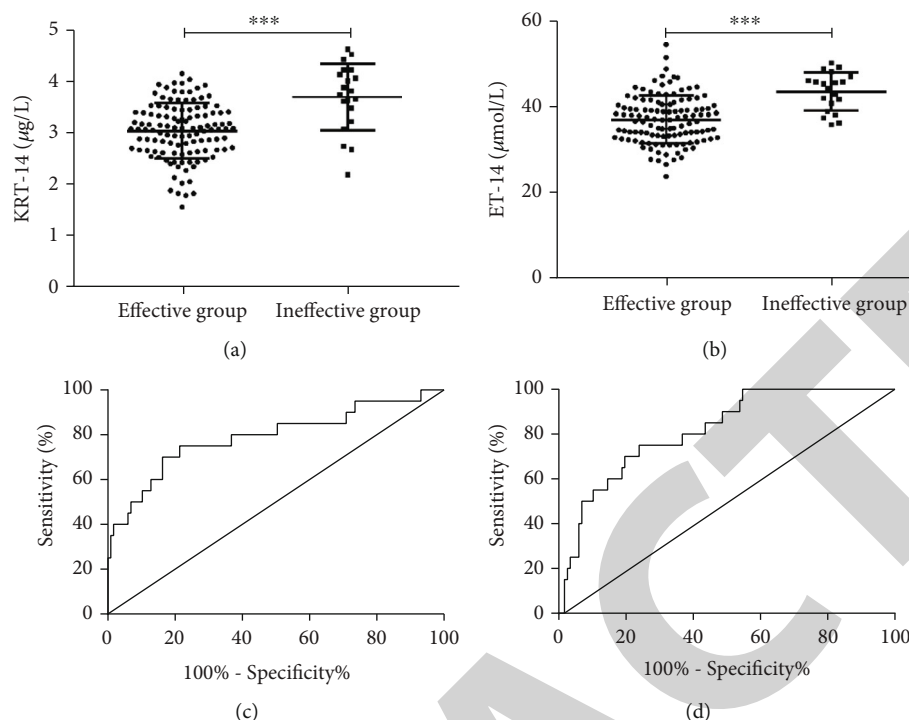 ***
KRT-14 (μg/L)
5
4
3
2
1
0
Effective group Ineffective group
(a)
***
ET-14 (μmol/L)
60
40
20
0
Effective group Ineffective group
(b)
Sensitivity (%)
100
80
60
40
20
0
0 20 40 60 80 100
100% - Specificity%
(c)
Sensitivity (%)
100
80
60
40
20
0
0 20 40 60 80 100
100% - Specificity%
(d)